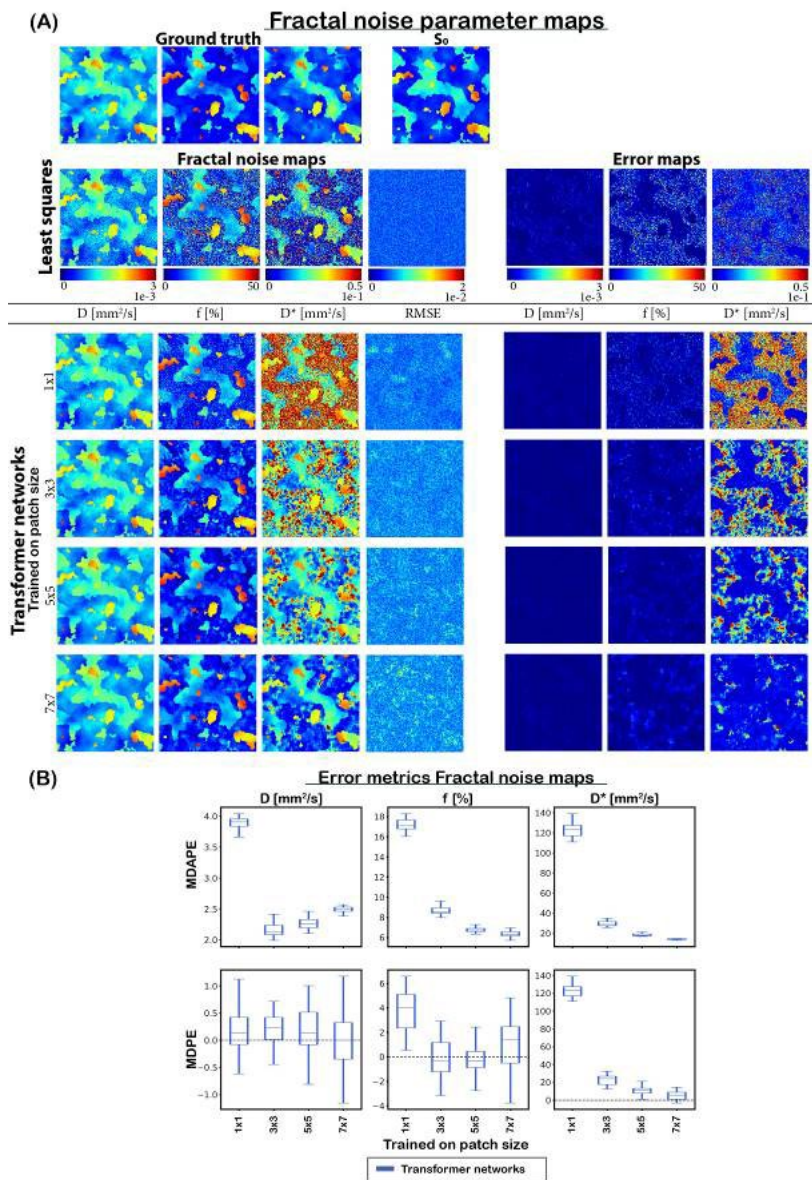 (A)
Fractal noise parameter maps
Ground truth
S₀
Least squares
Fractal noise maps
Error maps
0 3 0 50 0 0.5 0 2 0 3 0 50 0 0.5
1e-3 1e-1 1e-2 1e-3 1e-1
D [mm²/s] f [%] D* [mm²/s] RMSE D [mm²/s] f [%] D* [mm²/s]
Transformer networks
Trained on patch size
1x1
3x3
5x5
7x7
(B)
Error metrics Fractal noise maps
D [mm²/s] f [%] D* [mm²/s]
MDAPE
4.0
3.5
3.0
2.5
2.0
18
16
14
12
10
8
6
140
120
100
80
60
40
20
MDPE
1.0
0.5
0.0
−0.5
−1.0
6
4
2
0
−2
−4
140
120
100
80
60
40
20
0
1x1 3x3 5x5 7x7 1x1 3x3 5x5 7x7 1x1 3x3 5x5 7x7
Trained on patch size
Transformer networks